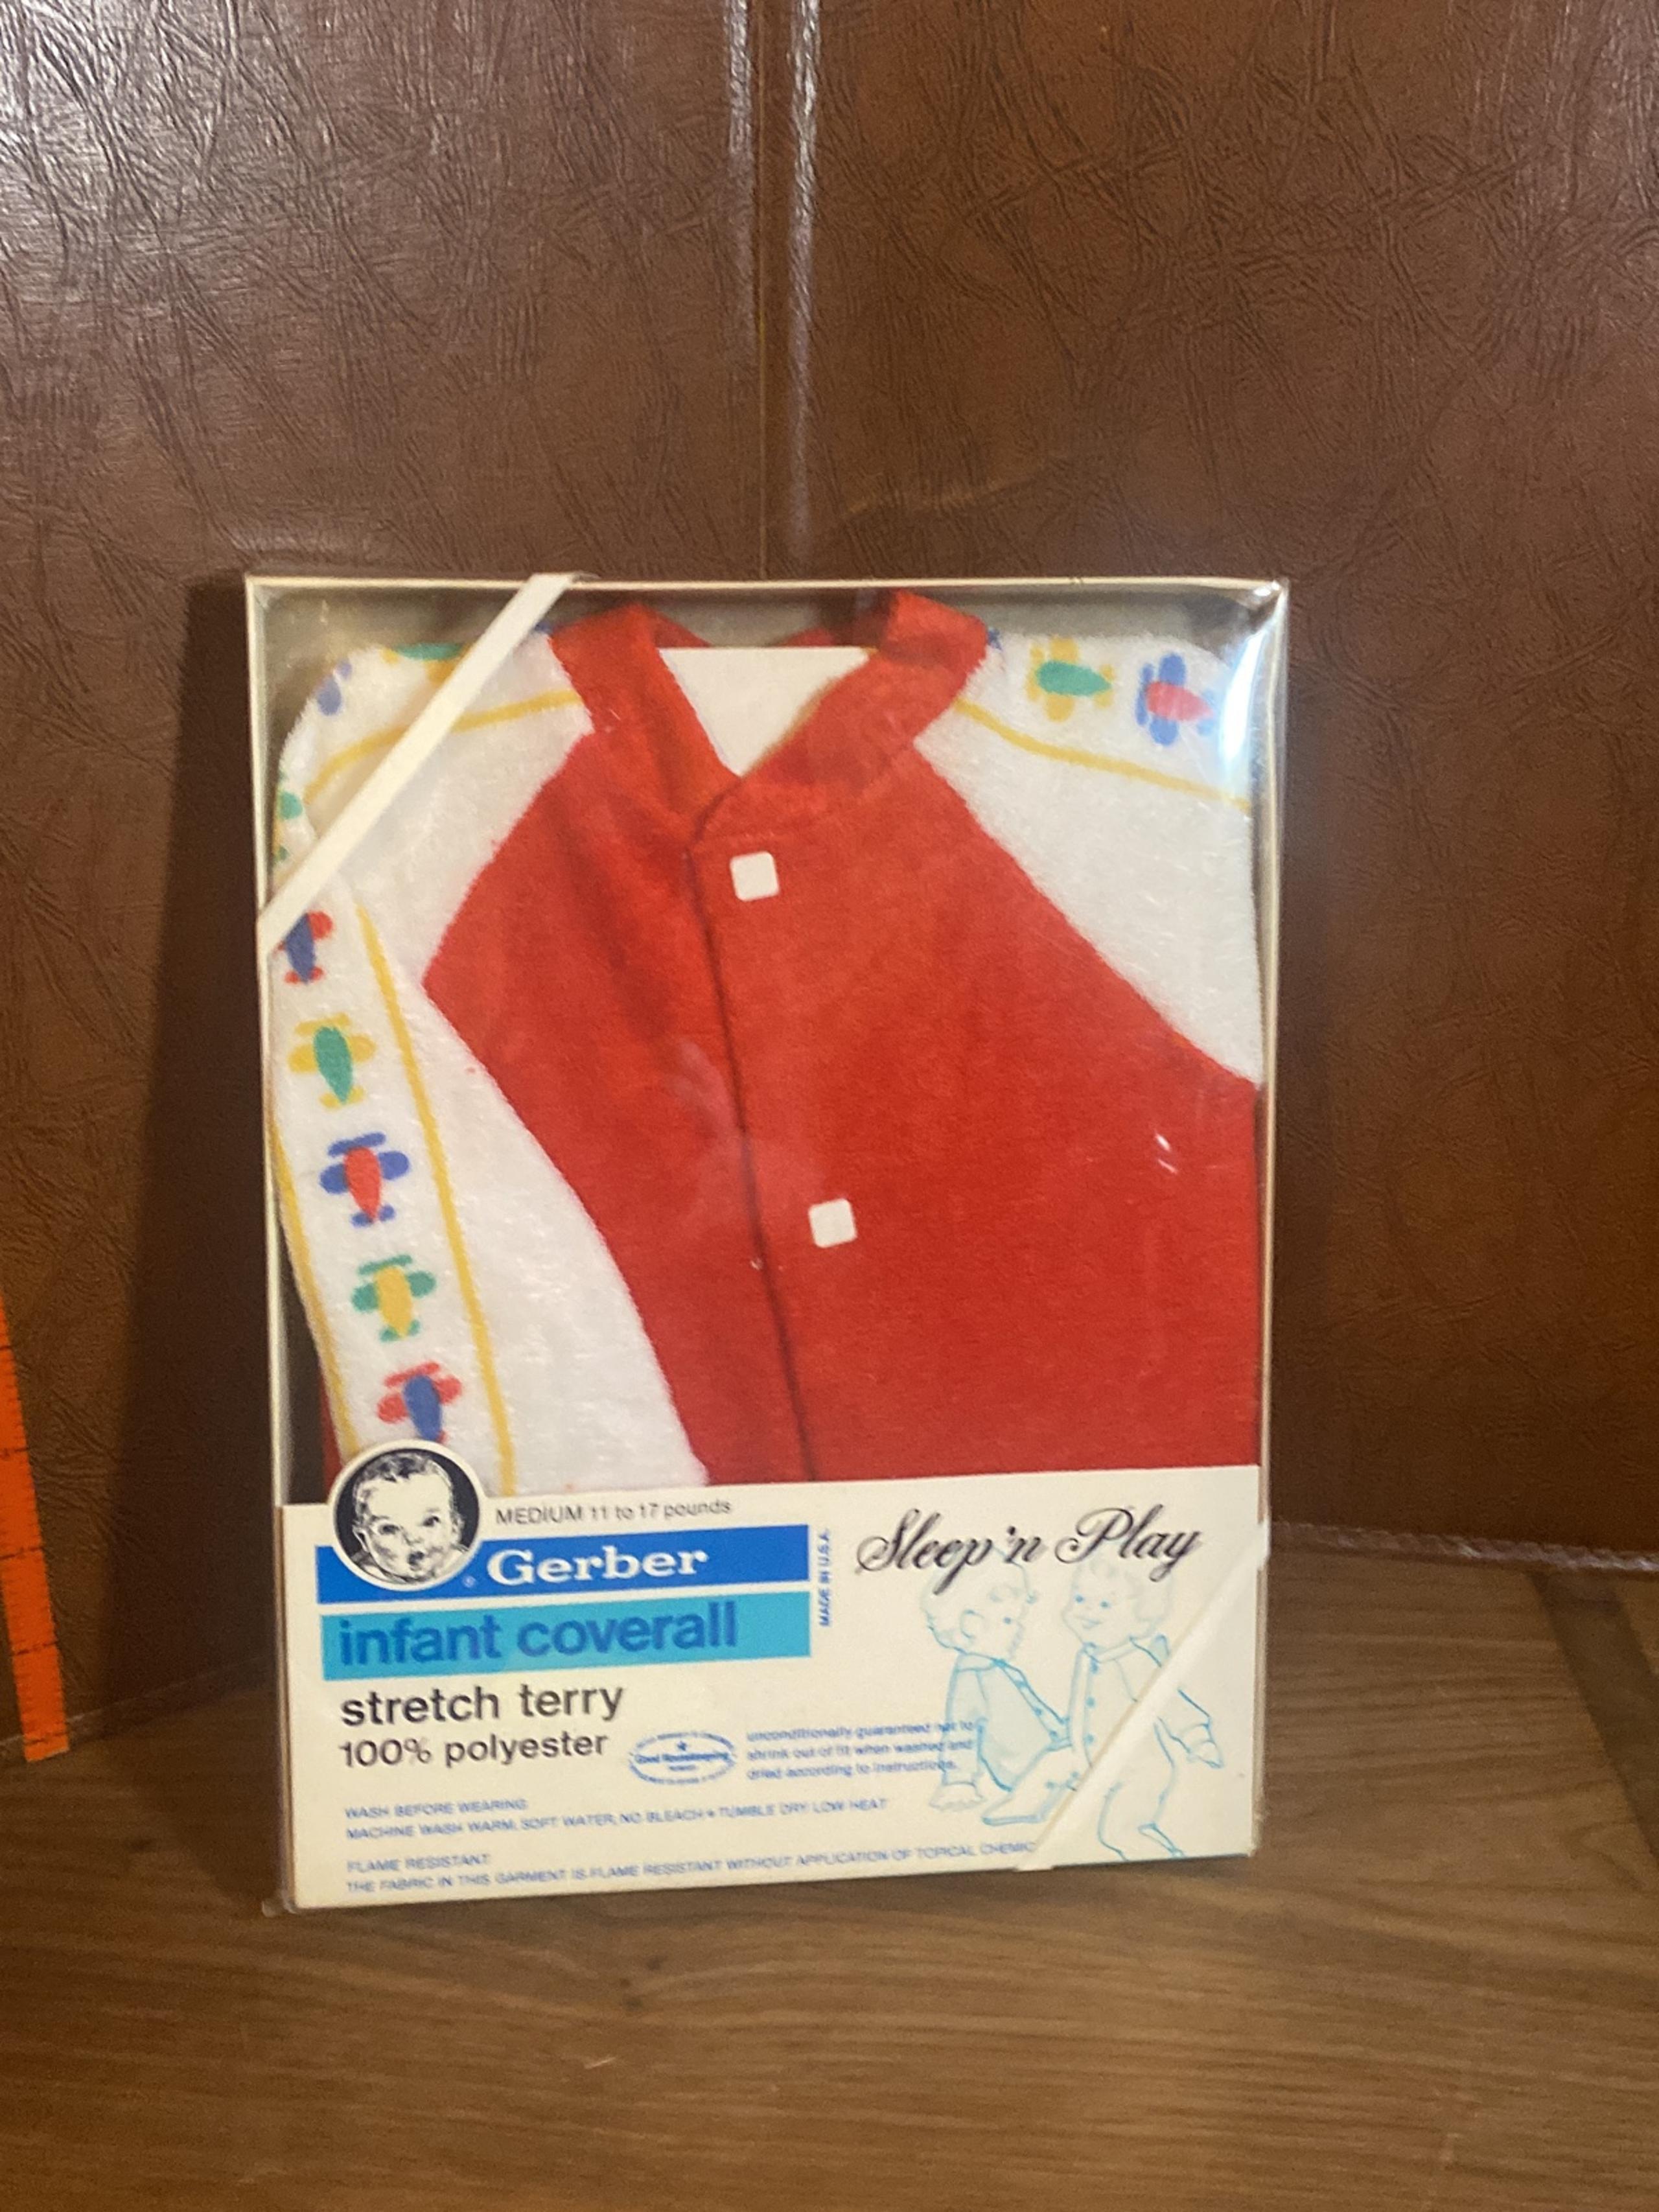 MEDIUM 11 to 17 pounds
Gerber
MADE IN U.S.A.
Sleep 'n Play
infant coverall
stretch terry
100% polyester
Good Housekeeping
unconditionally guaranteed not to
shrink out of fit when washed and
dried according to instructions.
WASH BEFORE WEARING
MACHINE WASH WARM, SOFT WATER, NO BLEACH • TUMBLE DRY LOW HEAT
FLAME RESISTANT
THE FABRIC IN THIS GARMENT IS FLAME RESISTANT WITHOUT APPLICATION OF TOPICAL CHEMIC